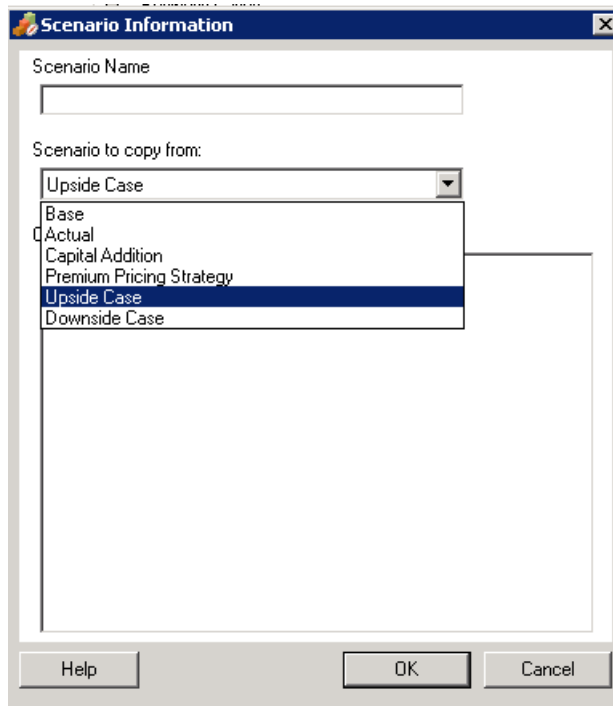 Scenario Information
Scenario Name
Scenario to copy from:
Upside Case
Base
Actual
Capital Addition
Premium Pricing Strategy
Upside Case
Downside Case
Help
OK
Cancel